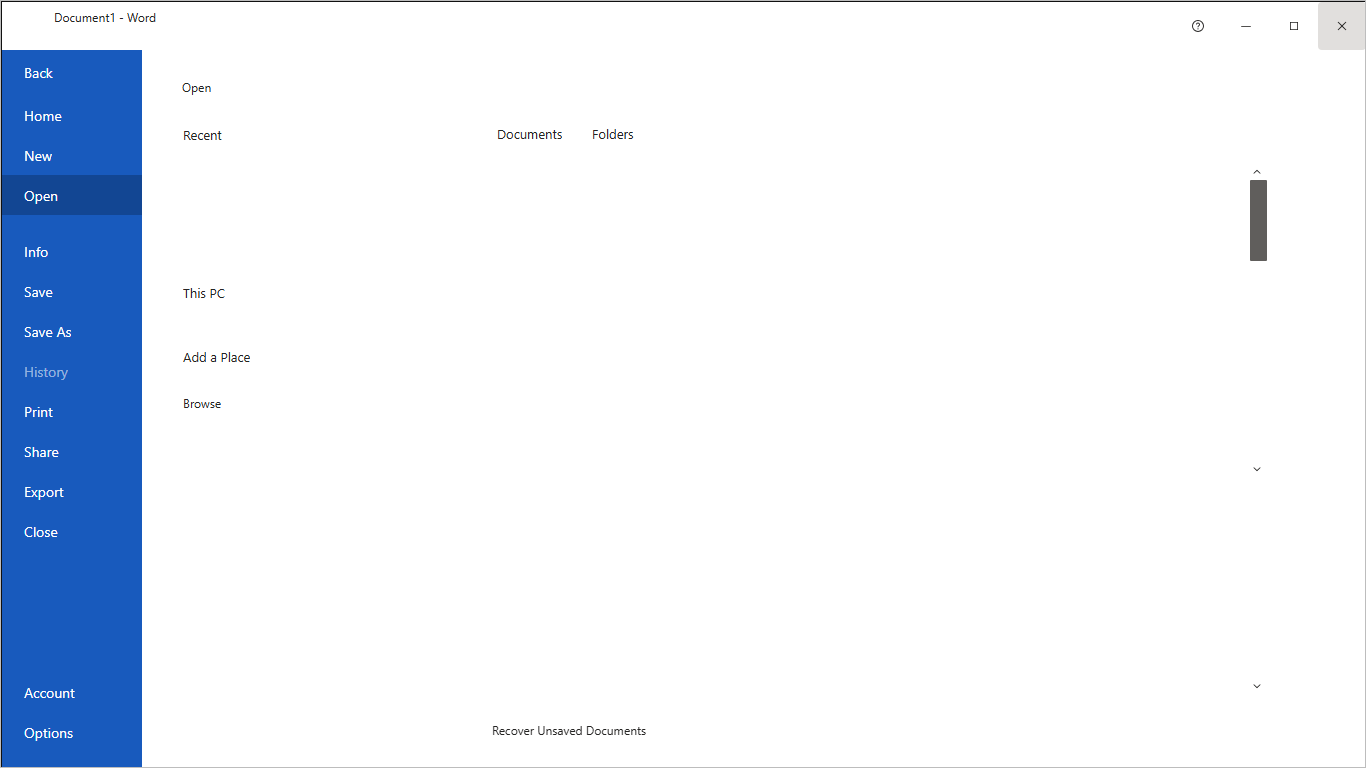 Document1 - Word
Back
Home
New
Open
Info
Save
Save As
History
Print
Share
Export
Close
Account
Options
Open
Recent
This PC
Add a Place
Browse
Documents Folders
Recover Unsaved Documents